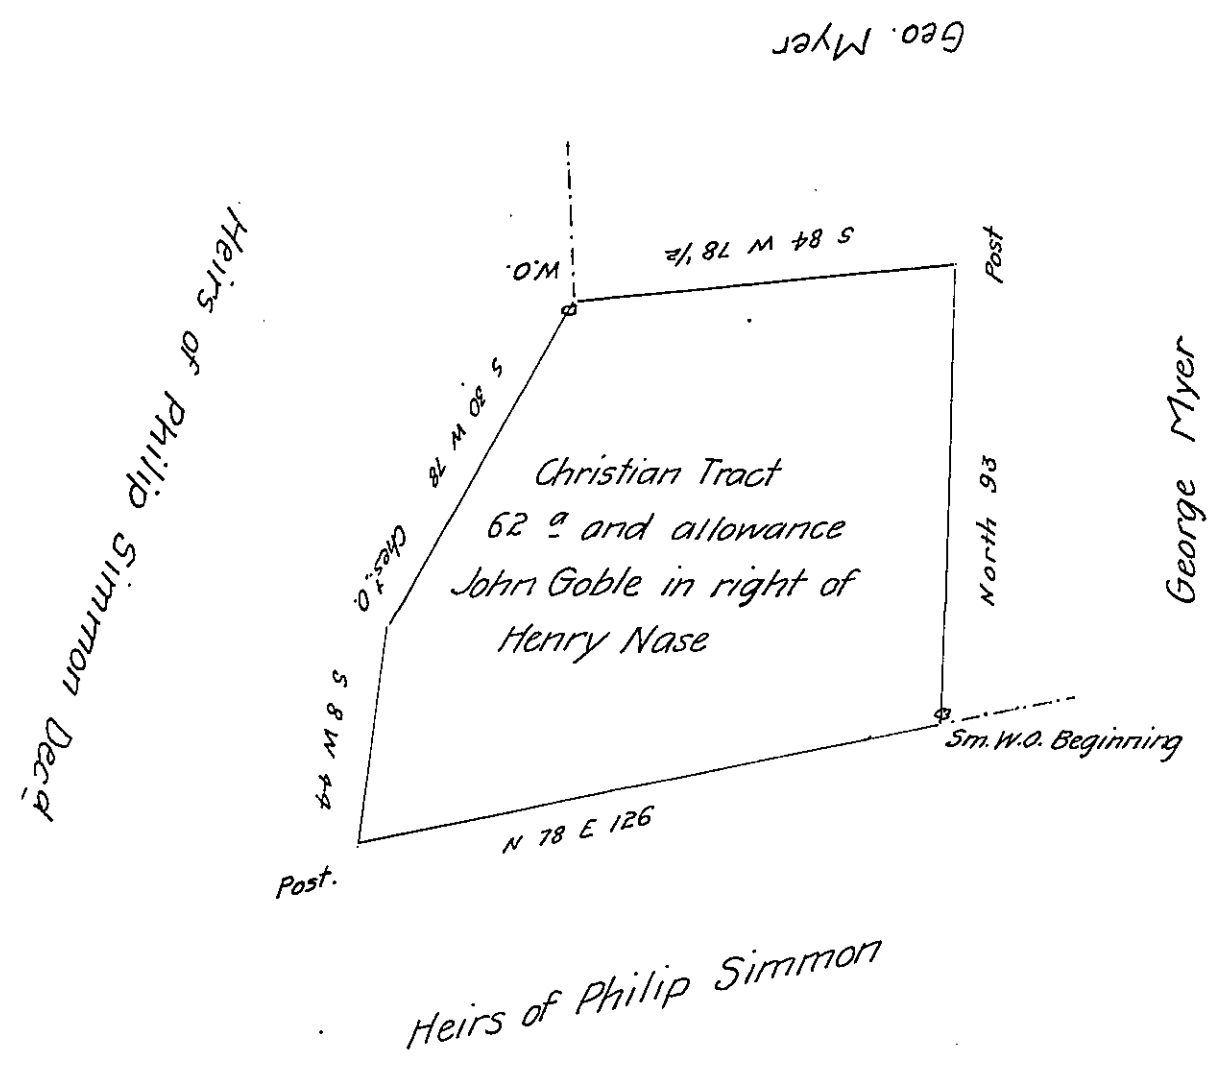 Geo. Myer
Heirs of Philip Simmon Dec'd
W.O.
S 84 W 78 1/2
Post
S 30 W 78
Christian Tract
62 a and allowance
John Goble in right of
Henry Nase
North 93
George Myer
Chest. O.
S 8 W 44
Sm. W.O. Beginning
N 78 E 126
Post.
Heirs of Philip Simmon